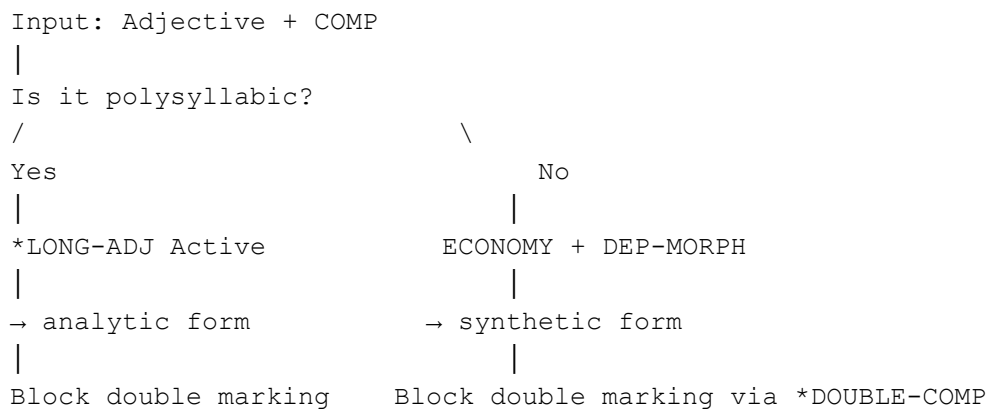 Input: Adjective + COMP
|
Is it polysyllabic?
/ \
Yes No
| |
*LONG-ADJ Active ECONOMY + DEP-MORPH
| |
→ analytic form → synthetic form
| |
Block double marking Block double marking via *DOUBLE-COMP